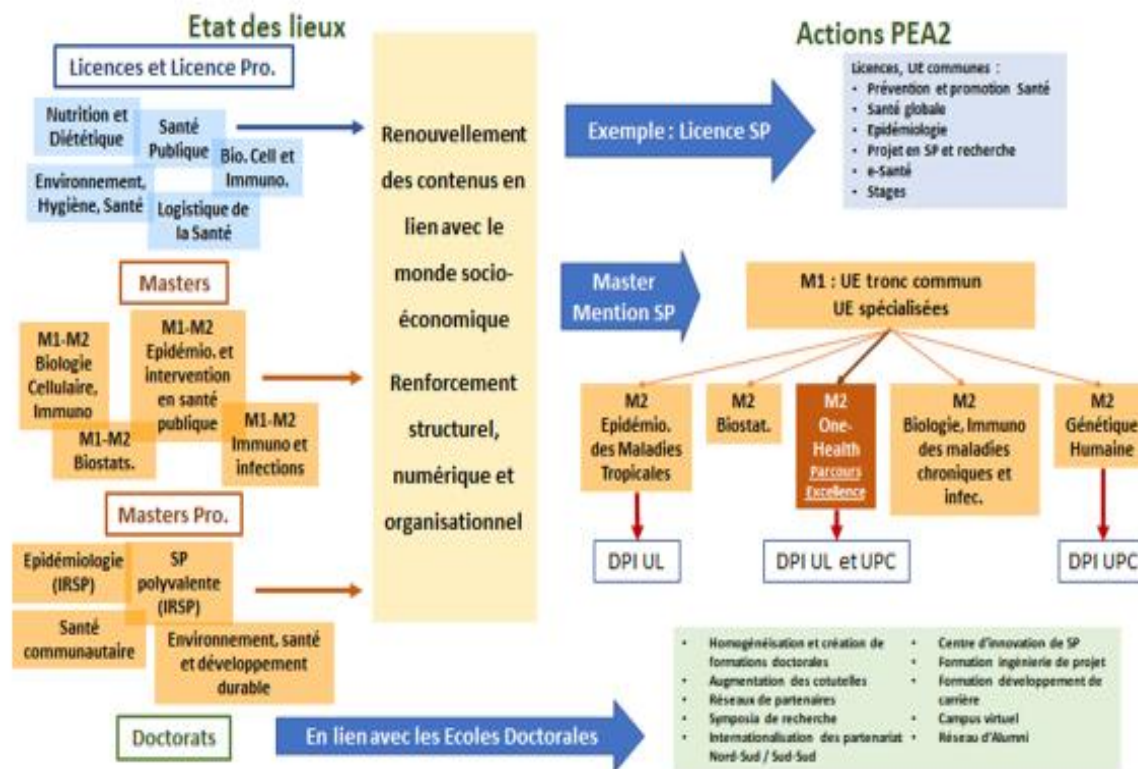 Etat des lieux
Licences et Licence Pro.
Nutrition et
Diététique
Santé
Publique
Bio. Cell et
Immuno.
Environnement,
Hygiène, Santé
Logistique de
la Santé
Masters
M1-M2
Biologie
Cellulaire,
Immuno
M1-M2
Epidémio. et
intervention
en santé
publique
M1-M2
Biostats.
M1-M2
Immuno et
infections
Masters Pro.
Epidémiologie
(IRSP)
SP
polyvalente
(IRSP)
Santé
communautaire
Environnement, santé
et développement
durable
Doctorats
Renouvellement
des contenus en
lien avec le
monde socio-
économique
Renforcement
structurel,
numérique et
organisationnel
Actions PEA2
Exemple : Licence SP
Licences, UE communes :
• Prévention et promotion Santé
• Santé globale
• Epidémiologie
• Projet en SP et recherche
• e-Santé
• Stages
Master
Mention SP
M1 : UE tronc commun
UE spécialisées
M2
Epidémio.
des Maladies
Tropicales
M2
Biostat.
M2
One-
Health
Parcours
Excellence
M2
Biologie, Immuno
des maladies
chroniques et
infec.
M2
Génétique
Humaine
DPI UL
DPI UL et UPC
DPI UPC
En lien avec les Ecoles Doctorales
• Homogénéisation et création de
formations doctorales
• Augmentation des cotutelles
• Réseaux de partenaires
• Symposia de recherche
• Internationalisation des partenariat
Nord-Sud / Sud-Sud
• Centre d'innovation de SP
• Formation ingénierie de projet
• Formation développement de
carrière
• Campus virtuel
• Réseau d'Alumni